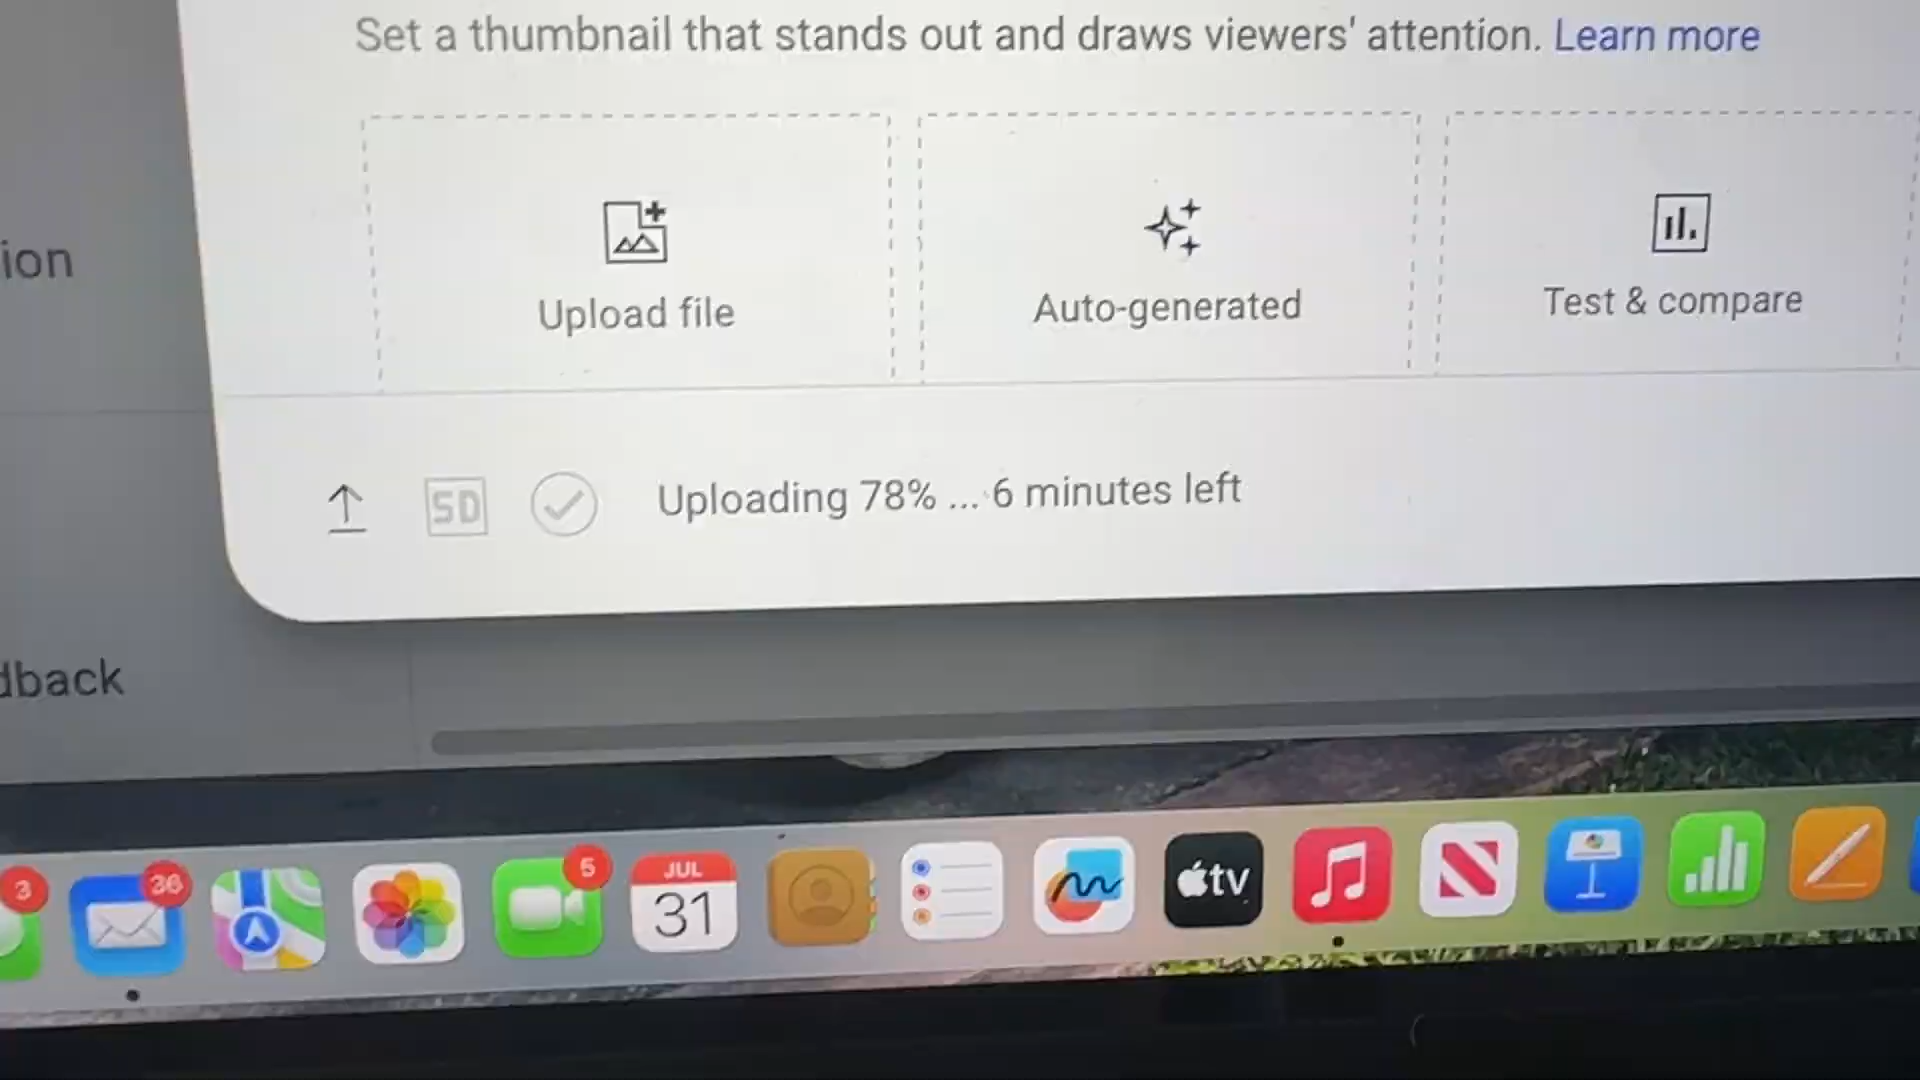 Set a thumbnail that stands out and draws viewers' attention. Learn more
ion
Upload file
Auto-generated
Test & compare
SD
Uploading 78% ... 6 minutes left
dback
3
36
5
JUL
31
tv